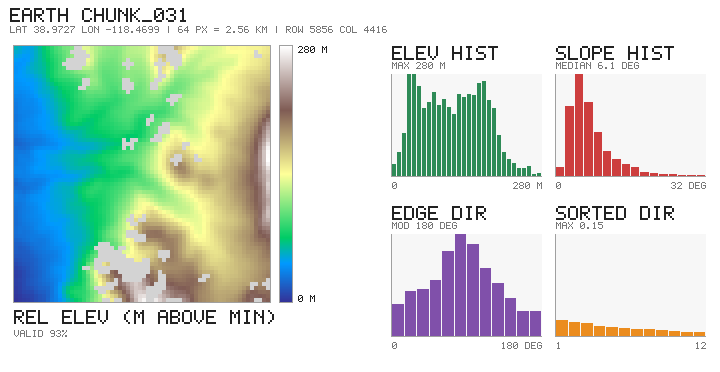 EARTH CHUNK_031
LAT 38.9727 LON -118.4699 | 64 PX = 2.56 KM | ROW 5856 COL 4416
280 M
0 M
REL ELEV (M ABOVE MIN)
VALID 93%
ELEV HIST
MAX 280 M
0 280 M
SLOPE HIST
MEDIAN 6.1 DEG
0 32 DEG
EDGE DIR
MOD 180 DEG
0 180 DEG
SORTED DIR
MAX 0.15
1 12